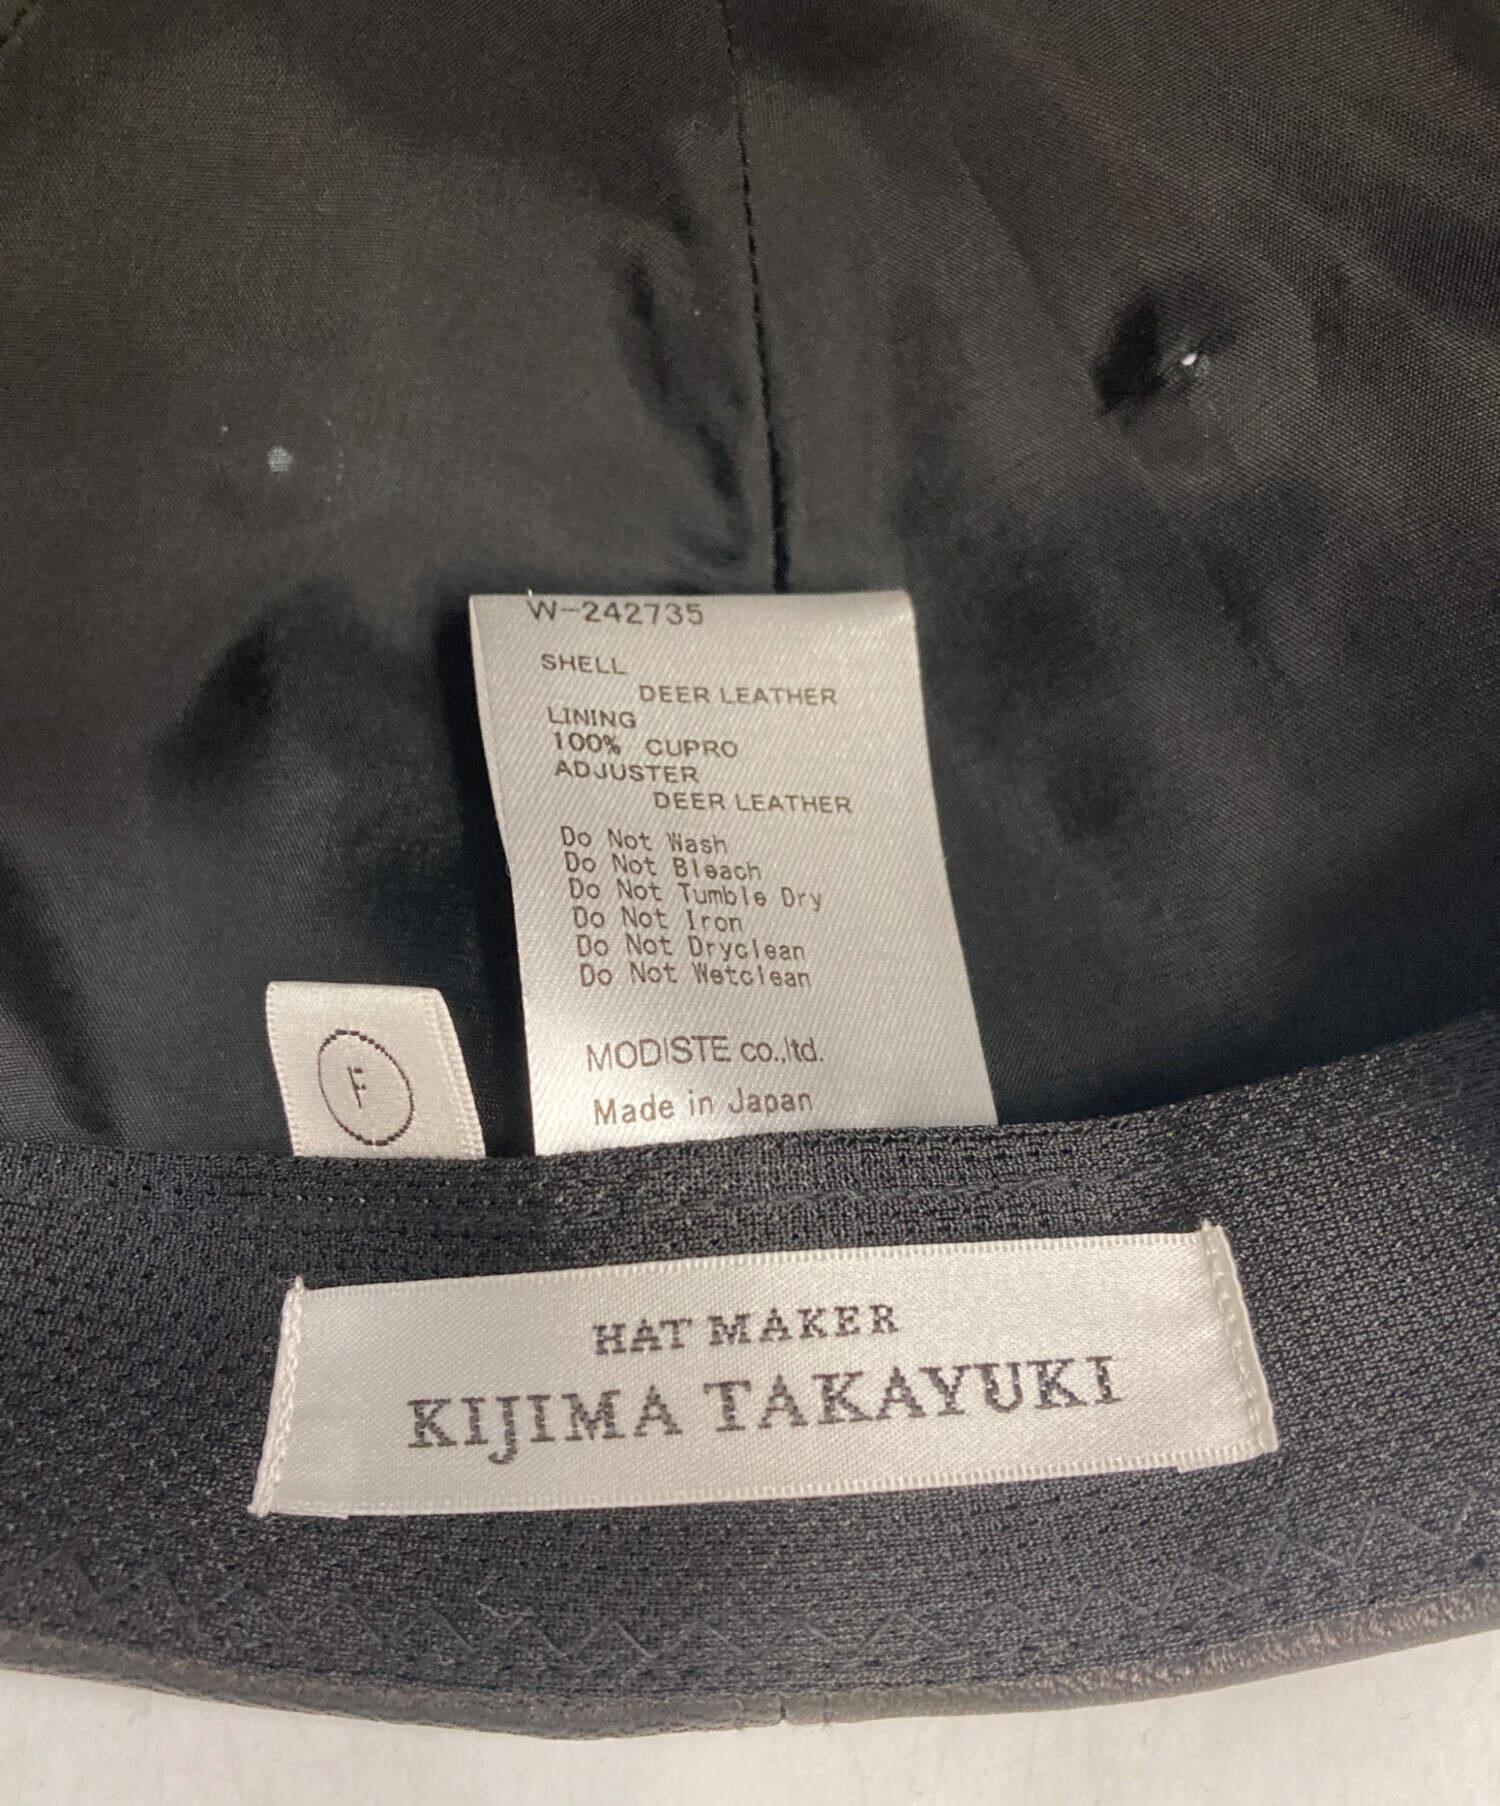 W-242735
SHELL
DEER LEATHER
LINING
100% CUPRO
ADJUSTER
DEER LEATHER
Do Not Wash
Do Not Bleach
Do Not Tumble Dry
Do Not Iron
Do Not Dryclean
Do Not Wetclean
MODISTE co.,ltd.
Made in Japan
F
HAT MAKER
KIJIMA TAKAYUKI